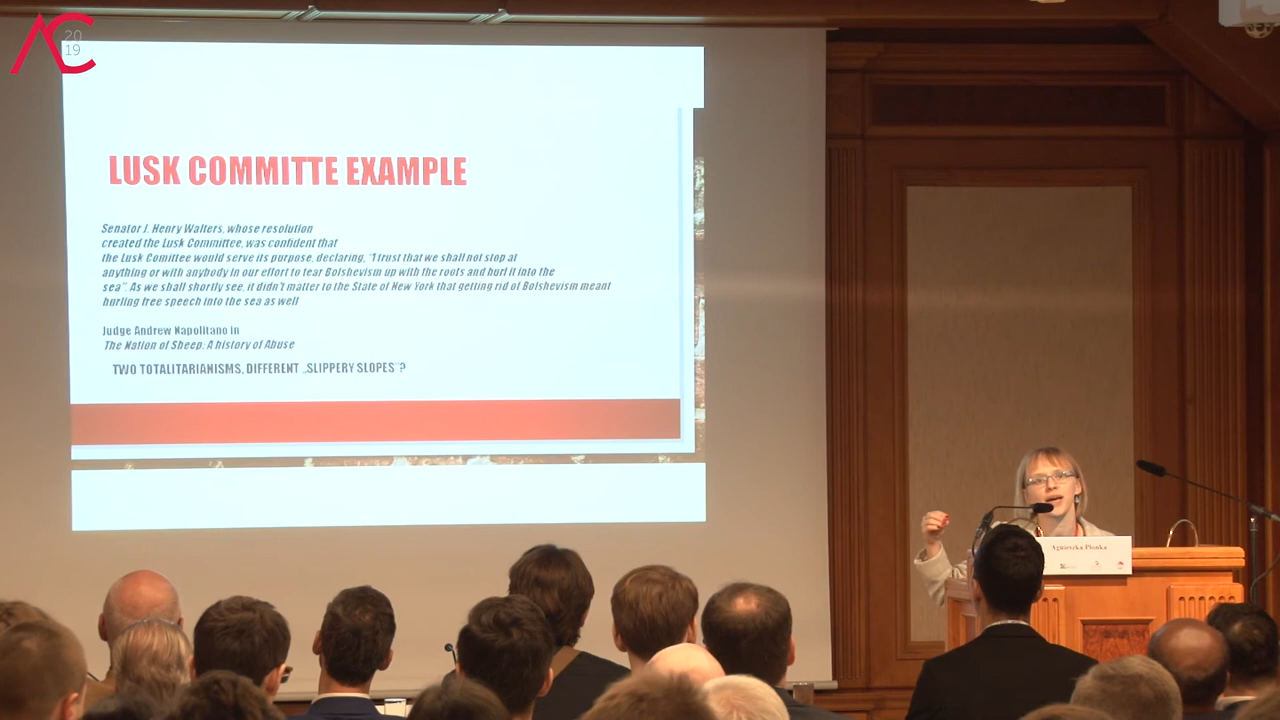 AC
20
19
LUSK COMMITTE EXAMPLE
Senator J. Henry Walters, whose resolution
created the Lusk Committee, was confident that
the Lusk Comittee would serve its purpose, declaring, "I trust that we shall not stop at
anything or with anybody in our effort to tear Bolshevism up with the roots and hurl it into the
sea". As we shall shortly see, it didn't matter to the State of New York that getting rid of Bolshevism meant
hurling free speech into the sea as well
Judge Andrew Napolitano in
The Nation of Sheep: A history of Abuse
TWO TOTALITARIANISMS, DIFFERENT „SLIPPERY SLOPES"?
Agnieszka Płonka